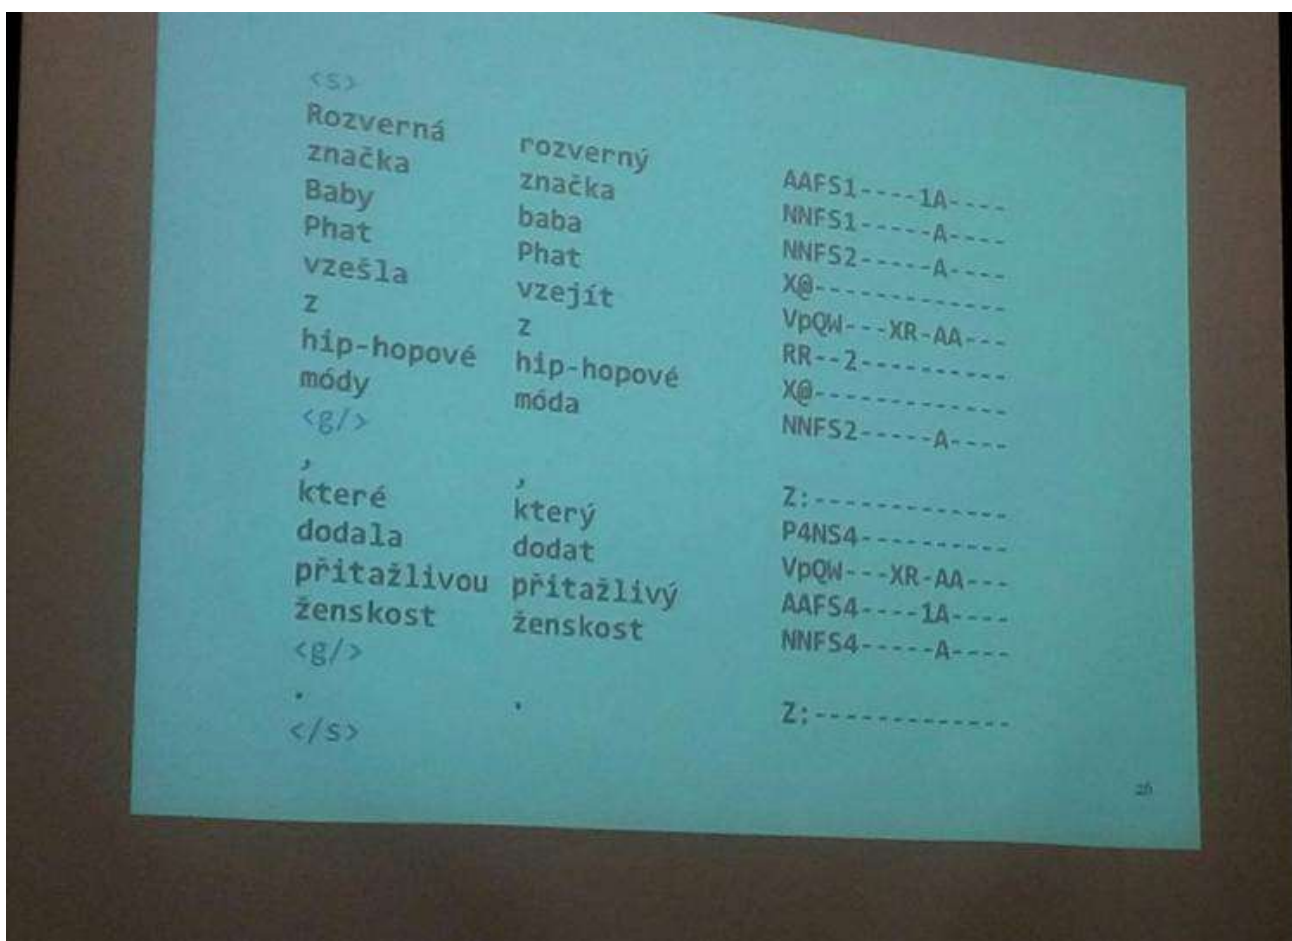 <s>
Rozverná rozverný AAFS1----1A----
značka značka NNFS1-----A----
Baby baba NNFS2-----A----
Phat Phat X@-------------
vzešla vzejít VpQW---XR-AA---
z z RR--2----------
hip-hopové hip-hopové X@-------------
módy móda NNFS2-----A----
<g/>
, , Z:-------------
které který P4NS4----------
dodala dodat VpQW---XR-AA---
přitažlivou přitažlivý AAFS4----1A----
ženskost ženskost NNFS4-----A----
<g/>
. . Z:-------------
</s>
26